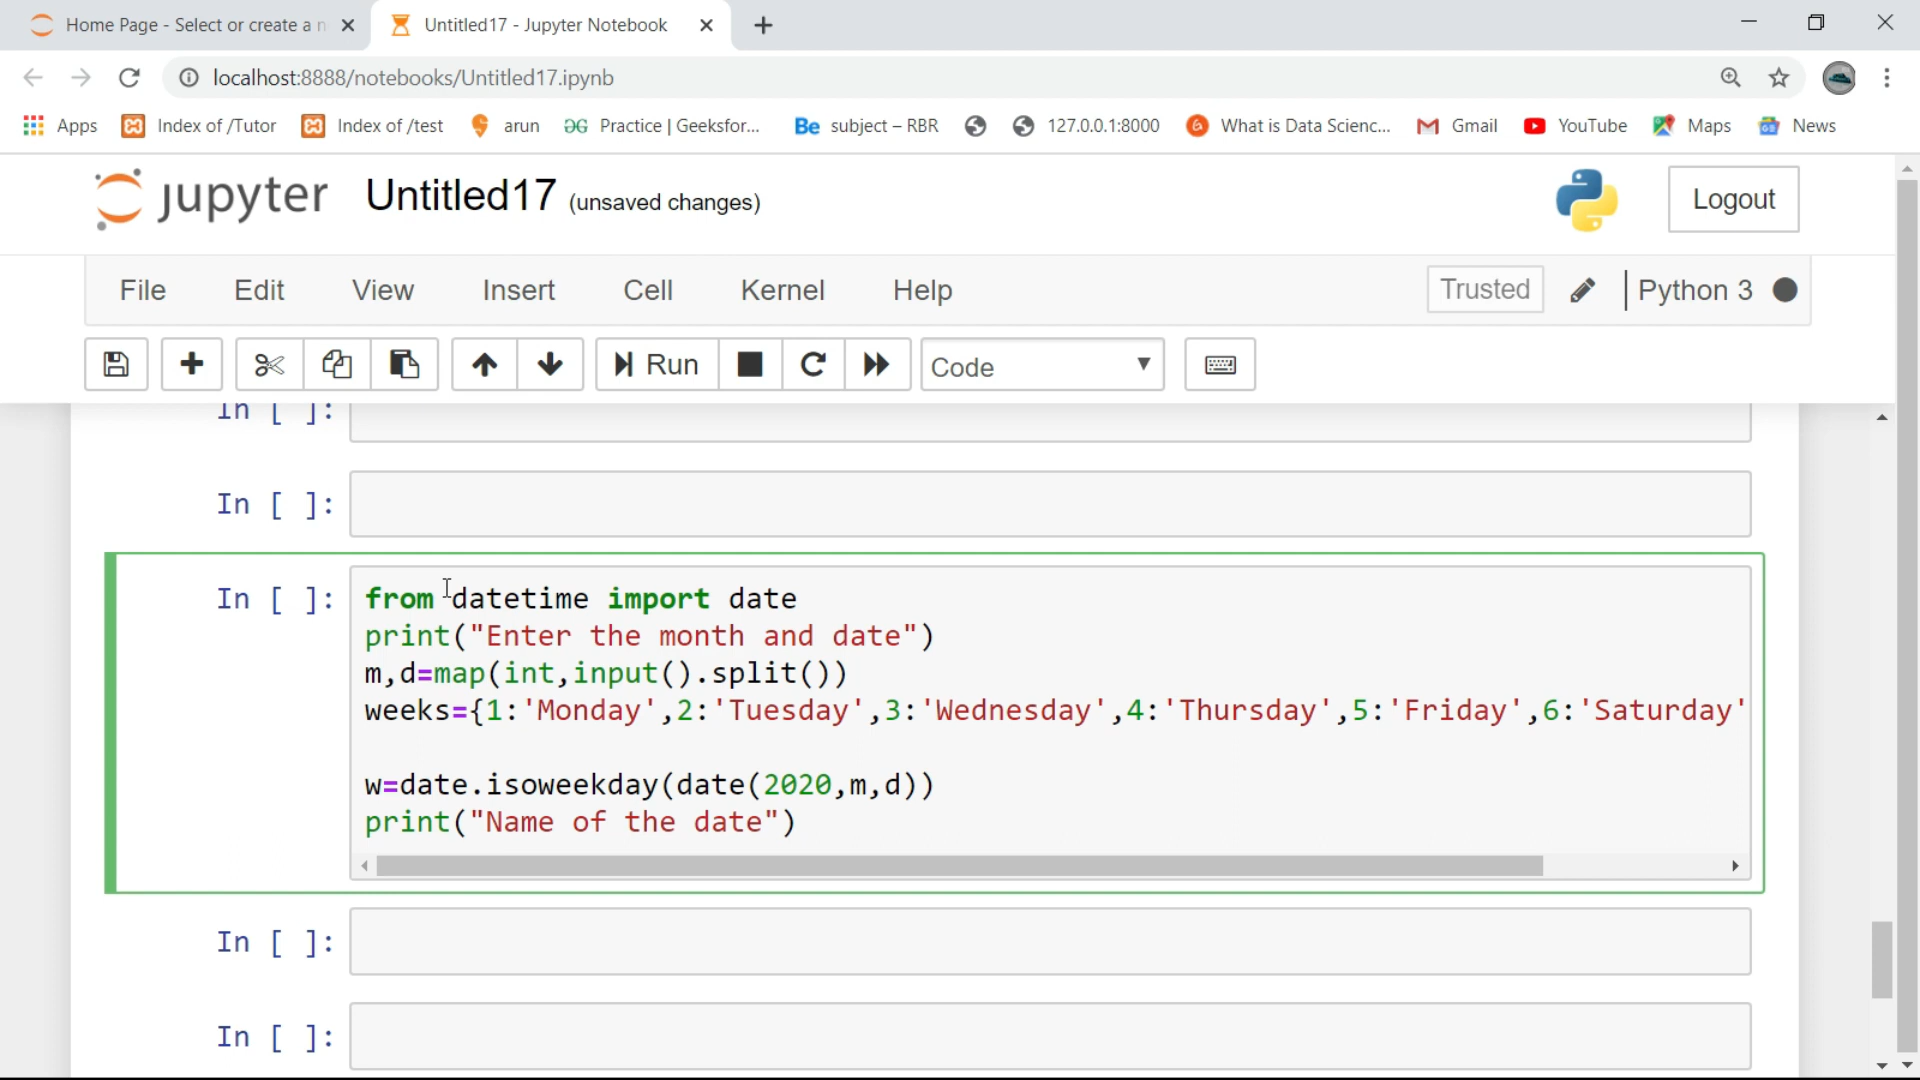 Home Page - Select or create a n
Untitled17 - Jupyter Notebook
localhost:8888/notebooks/Untitled17.ipynb
Apps
Index of /Tutor
Index of /test
arun
Practice | Geeksfor...
Be subject – RBR
127.0.0.1:8000
What is Data Scienc...
Gmail
YouTube
Maps
News
jupyter Untitled17 (unsaved changes)
Logout
File Edit View Insert Cell Kernel Help
Trusted
Python 3
Run
Code
In [ ]:
In [ ]:
In [ ]: from datetime import date
print("Enter the month and date")
m,d=map(int,input().split())
weeks={1:'Monday',2:'Tuesday',3:'Wednesday',4:'Thursday',5:'Friday',6:'Saturday'
w=date.isoweekday(date(2020,m,d))
print("Name of the date")
In [ ]:
In [ ]: